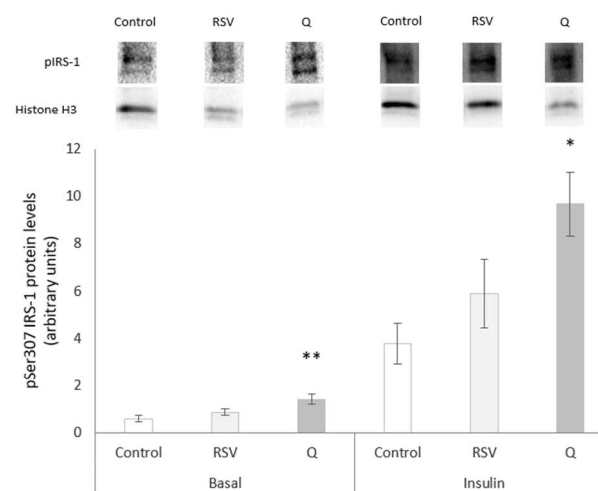 Control RSV Q Control RSV Q
pIRS-1
Histone H3
pSer307 IRS-1 protein levels
(arbitrary units)
12
10
8
6
4
2
0
*
**
Control RSV Q Control RSV Q
Basal Insulin